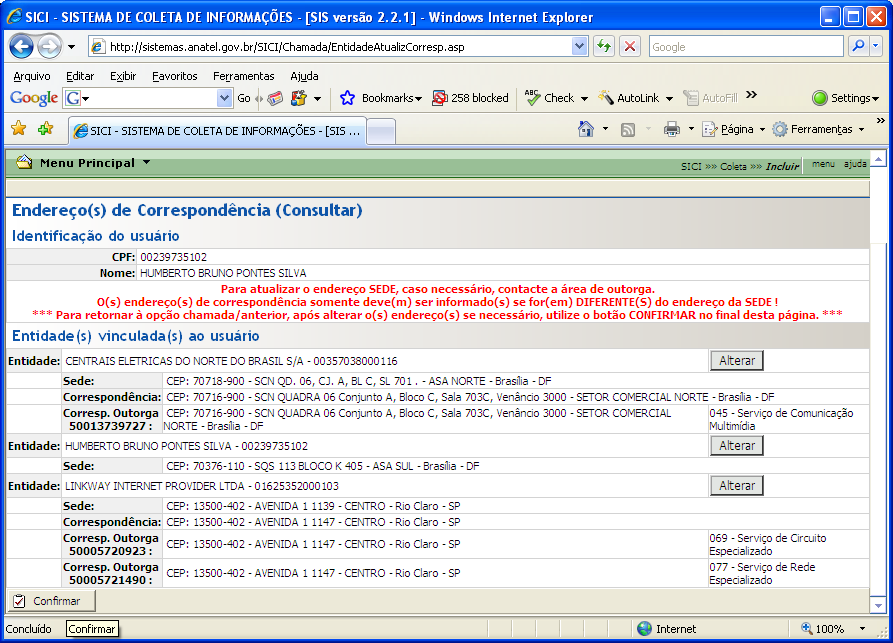 SICI - SISTEMA DE COLETA DE INFORMAÇÕES - [SIS versão 2.2.1] - Windows Internet Explorer
http://sistemas.anatel.gov.br/SICI/Chamada/EntidadeAtualizCorresp.asp
Google
Arquivo Editar Exibir Favoritos Ferramentas Ajuda
Google G Go Bookmarks 258 blocked ABC Check AutoLink AutoFill » Settings
SICI - SISTEMA DE COLETA DE INFORMAÇÕES - [SIS ... Página Ferramentas »
Menu Principal SICI »» Coleta »» Incluir menu ajuda
Endereço(s) de Correspondência (Consultar)
Identificação do usuário
CPF: 00239735102
Nome: HUMBERTO BRUNO PONTES SILVA
Para atualizar o endereço SEDE, caso necessário, contacte a área de outorga.
O(s) endereço(s) de correspondência somente deve(m) ser informado(s) se for(em) DIFERENTE(S) do endereço da SEDE !
*** Para retornar à opção chamada/anterior, após alterar o(s) endereço(s) se necessário, utilize o botão CONFIRMAR no final desta página. ***
Entidade(s) vinculada(s) ao usuário
Entidade: CENTRAIS ELETRICAS DO NORTE DO BRASIL S/A - 00357038000116 Alterar
Sede: CEP: 70718-900 - SCN QD. 06, CJ. A, BL C, SL 701 . - ASA NORTE - Brasília - DF
Correspondência: CEP: 70716-900 - SCN QUADRA 06 Conjunto A, Bloco C, Sala 703C, Venâncio 3000 - SETOR COMERCIAL NORTE - Brasília - DF
Corresp. Outorga CEP: 70716-900 - SCN QUADRA 06 Conjunto A, Bloco C, Sala 703C, Venâncio 3000 - SETOR COMERCIAL 045 - Serviço de Comunicação
50013739727 : NORTE - Brasília - DF Multimídia
Entidade: HUMBERTO BRUNO PONTES SILVA - 00239735102 Alterar
Sede: CEP: 70376-110 - SQS 113 BLOCO K 405 - ASA SUL - Brasília - DF
Entidade: LINKWAY INTERNET PROVIDER LTDA - 01625352000103 Alterar
Sede: CEP: 13500-402 - AVENIDA 1 1139 - CENTRO - Rio Claro - SP
Correspondência: CEP: 13500-402 - AVENIDA 1 1147 - CENTRO - Rio Claro - SP
Corresp. Outorga 50005720923 : CEP: 13500-402 - AVENIDA 1 1147 - CENTRO - Rio Claro - SP 069 - Serviço de Circuito Especializado
Corresp. Outorga 50005721490 : CEP: 13500-402 - AVENIDA 1 1147 - CENTRO - Rio Claro - SP 077 - Serviço de Rede Especializado
Confirmar
Concluído Confirmar Internet 100%